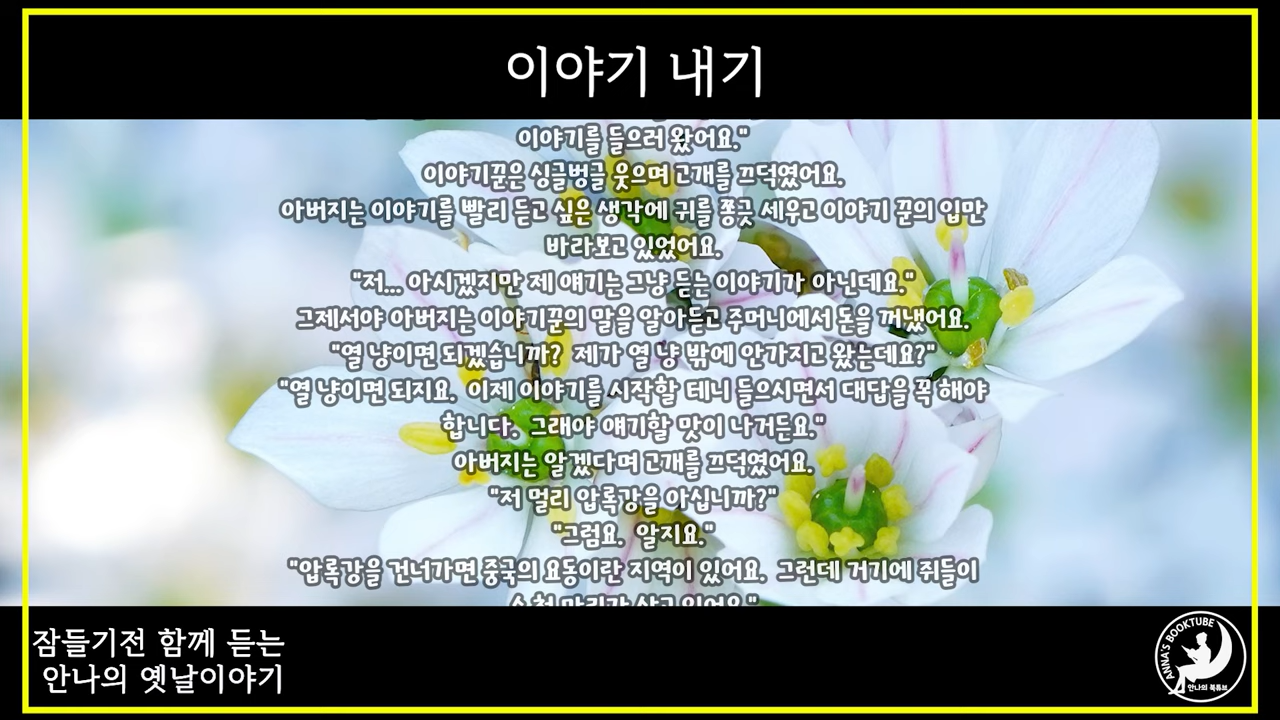 이야기 내기
이야기를 들으러 왔어요."
이야기꾼은 싱글벙글 웃으며 고개를 끄덕였어요.
아버지는 이야기를 빨리 듣고 싶은 생각에 귀를 쫑긋 세우고 이야기 꾼의 입만
바라보고 있었어요.
"저... 아시겠지만 제 얘기는 그냥 듣는 이야기가 아닌데요."
그제서야 아버지는 이야기꾼의 말을 알아듣고 주머니에서 돈을 꺼냈어요.
"열 냥이면 되겠습니까? 제가 열 냥 밖에 안가지고 왔는데요?"
"열 냥이면 되지요. 이제 이야기를 시작할 테니 들으시면서 대답을 꼭 해야
합니다. 그래야 얘기할 맛이 나거든요."
아버지는 알겠다며 고개를 끄덕였어요.
"저 멀리 압록강을 아십니까?"
"그럼요. 알지요."
"압록강을 건너가면 중국의 요동이란 지역이 있어요. 그런데 거기에 쥐들이
잠들기전 함께 듣는
안나의 옛날이야기
ANNA'S BOOKTUBE
안나의 북튜브